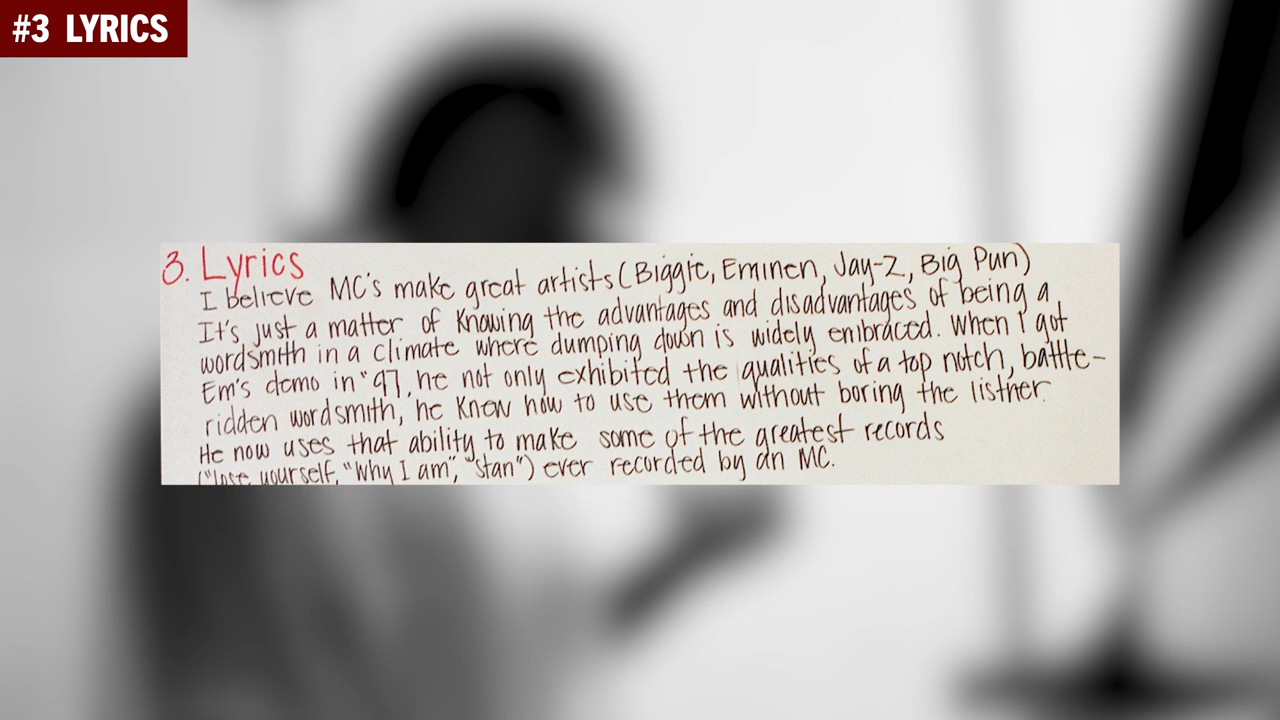 #3 LYRICS
3. Lyrics
I believe MC's make great artists (Biggie, Eminen, Jay-Z, Big Pun)
It's just a matter of knowing the advantages and disadvantages of being a
wordsmith in a climate where dumping down is widely embraced. When I got
Em's demo in "97, he not only exhibited the qualities of a top notch, battle-
ridden wordsmith, he knew how to use them without boring the listner.
He now uses that ability to make some of the greatest records
("lose yourself, "Why I am", "stan") ever recorded by an MC.